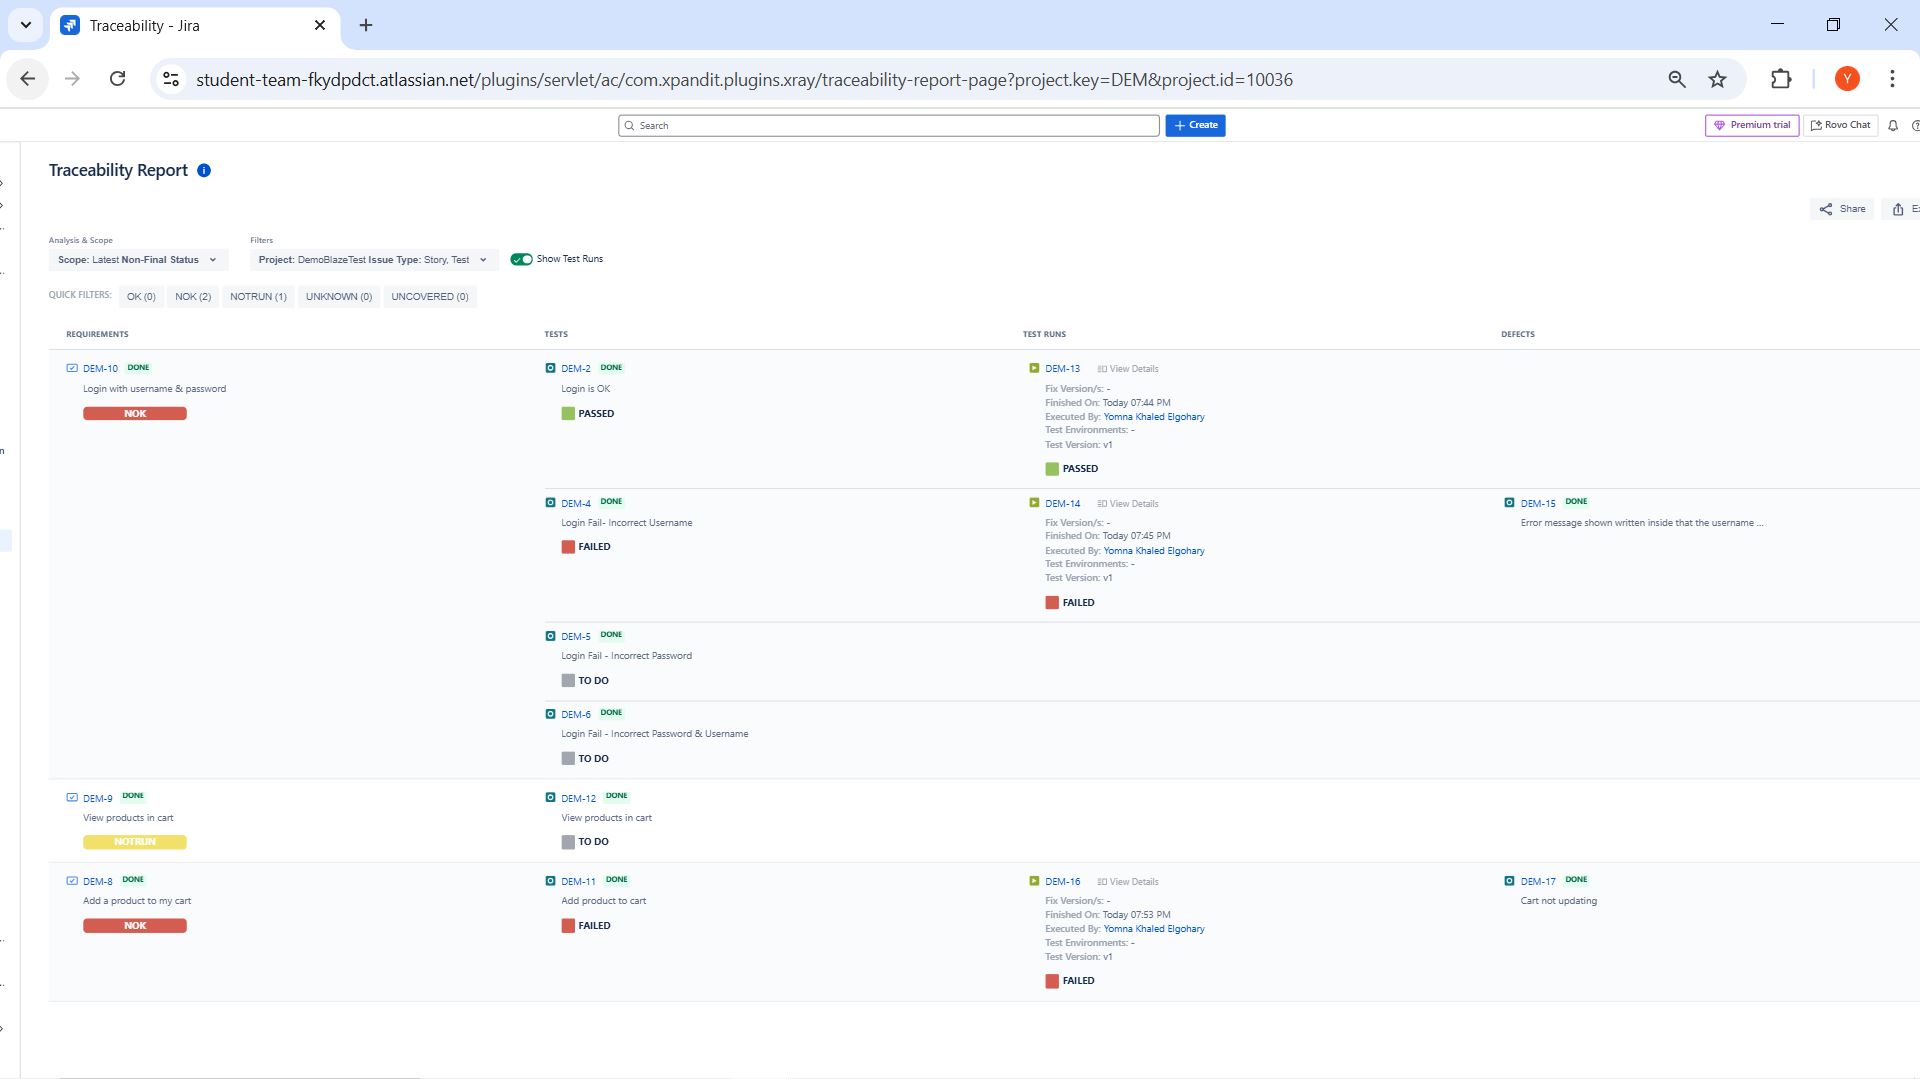 Traceability - Jira
student-team-fkydpdct.atlassian.net/plugins/servlet/ac/com.xpandit.plugins.xray/traceability-report-page?project.key=DEM&project.id=10036
Y
Search
Create
Premium trial
Rovo Chat
Traceability Report
Share
Analysis & Scope
Filters
Scope: Latest Non-Final Status
Project: DemoBlazeTest Issue Type: Story, Test
Show Test Runs
QUICK FILTERS: OK (0) NOK (2) NOTRUN (1) UNKNOWN (0) UNCOVERED (0)
REQUIREMENTS TESTS TEST RUNS DEFECTS
DEM-10 DONE
Login with username & password
NOK
DEM-2 DONE
Login is OK
PASSED
DEM-13 View Details
Fix Version/s: -
Finished On: Today 07:44 PM
Executed By: Yomna Khaled Elgohary
Test Environments: -
Test Version: v1
PASSED
DEM-4 DONE
Login Fail- Incorrect Username
FAILED
DEM-14 View Details
Fix Version/s: -
Finished On: Today 07:45 PM
Executed By: Yomna Khaled Elgohary
Test Environments: -
Test Version: v1
FAILED
DEM-15 DONE
Error message shown written inside that the username ...
DEM-5 DONE
Login Fail - Incorrect Password
TO DO
DEM-6 DONE
Login Fail - Incorrect Password & Username
TO DO
DEM-9 DONE
View products in cart
NOTRUN
DEM-12 DONE
View products in cart
TO DO
DEM-8 DONE
Add a product to my cart
NOK
DEM-11 DONE
Add product to cart
FAILED
DEM-16 View Details
Fix Version/s: -
Finished On: Today 07:53 PM
Executed By: Yomna Khaled Elgohary
Test Environments: -
Test Version: v1
FAILED
DEM-17 DONE
Cart not updating